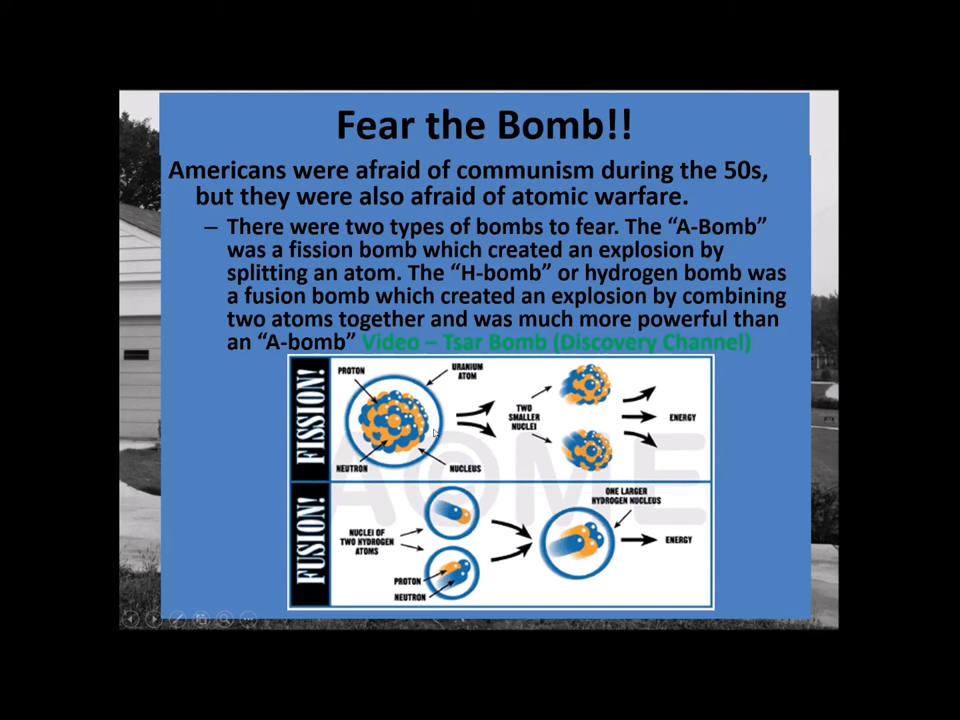 Fear the Bomb!!
Americans were afraid of communism during the 50s,
but they were also afraid of atomic warfare.
– There were two types of bombs to fear. The “A-Bomb”
was a fission bomb which created an explosion by
splitting an atom. The “H-bomb” or hydrogen bomb was
a fusion bomb which created an explosion by combining
two atoms together and was much more powerful than
an “A-bomb” Video – Tsar Bomb (Discovery Channel)
FISSION!
PROTON
URANIUM
ATOM
NEUTRON
NUCLEUS
TWO
SMALLER
NUCLEI
ENERGY
FUSION!
NUCLEI OF
TWO HYDROGEN
ATOMS
PROTON
NEUTRON
ONE LARGER
HYDROGEN NUCLEUS
ENERGY
A©ME